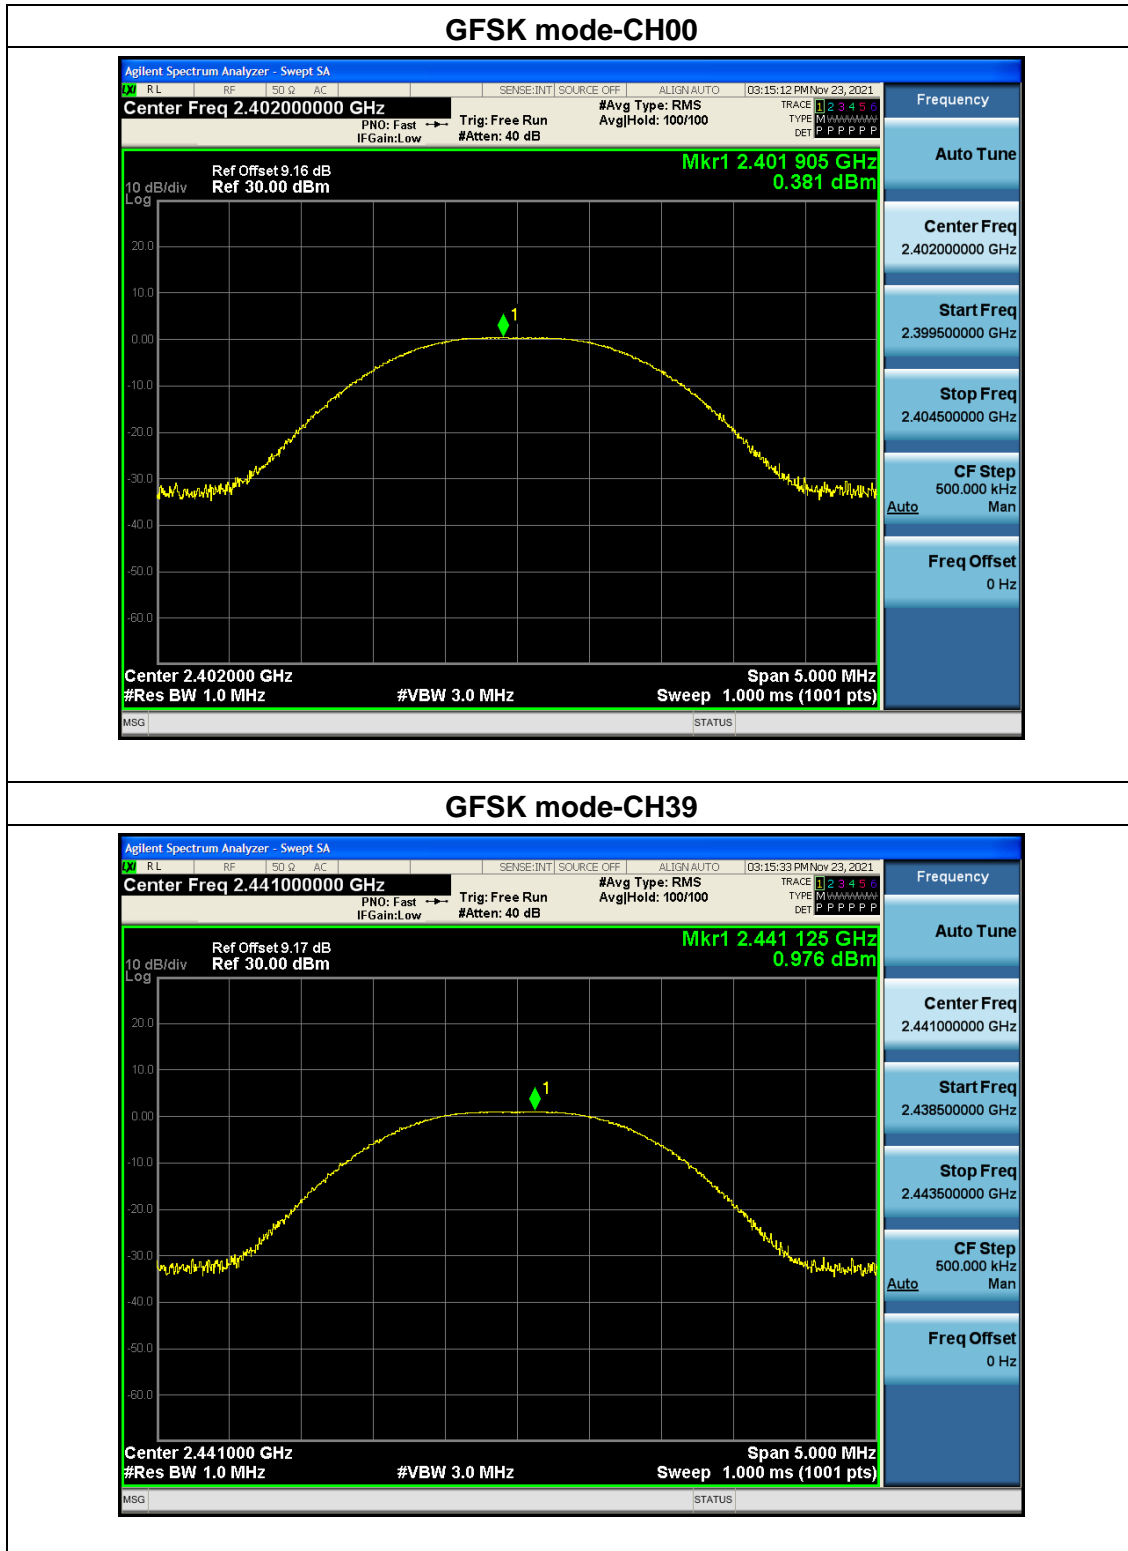 GFSK mode-CH00
Agilent Spectrum Analyzer - Swept SA
LXI RL RF 50 Ω AC SENSE:INT SOURCE OFF ALIGN AUTO 03:15:12 PM Nov 23, 2021
Center Freq 2.402000000 GHz
PNO: Fast
IFGain:Low
Trig: Free Run
#Atten: 40 dB
#Avg Type: RMS
Avg|Hold: 100/100
TRACE 1 2 3 4 5 6
TYPE M W W W W W
DET P P P P P P
Ref Offset 9.16 dB
10 dB/div Ref 30.00 dBm
Log
Mkr1 2.401 905 GHz
0.381 dBm
20.0
10.0
1
0.00
-10.0
-20.0
-30.0
-40.0
-50.0
-60.0
Center 2.402000 GHz Span 5.000 MHz
#Res BW 1.0 MHz #VBW 3.0 MHz Sweep 1.000 ms (1001 pts)
MSG STATUS
Frequency
Auto Tune
Center Freq
2.402000000 GHz
Start Freq
2.399500000 GHz
Stop Freq
2.404500000 GHz
CF Step
500.000 kHz
Auto Man
Freq Offset
0 Hz
GFSK mode-CH39
Agilent Spectrum Analyzer - Swept SA
LXI RL RF 50 Ω AC SENSE:INT SOURCE OFF ALIGN AUTO 03:15:33 PM Nov 23, 2021
Center Freq 2.441000000 GHz
PNO: Fast
IFGain:Low
Trig: Free Run
#Atten: 40 dB
#Avg Type: RMS
Avg|Hold: 100/100
TRACE 1 2 3 4 5 6
TYPE M W W W W W
DET P P P P P P
Ref Offset 9.17 dB
10 dB/div Ref 30.00 dBm
Log
Mkr1 2.441 125 GHz
0.976 dBm
20.0
10.0
1
0.00
-10.0
-20.0
-30.0
-40.0
-50.0
-60.0
Center 2.441000 GHz Span 5.000 MHz
#Res BW 1.0 MHz #VBW 3.0 MHz Sweep 1.000 ms (1001 pts)
MSG STATUS
Frequency
Auto Tune
Center Freq
2.441000000 GHz
Start Freq
2.438500000 GHz
Stop Freq
2.443500000 GHz
CF Step
500.000 kHz
Auto Man
Freq Offset
0 Hz